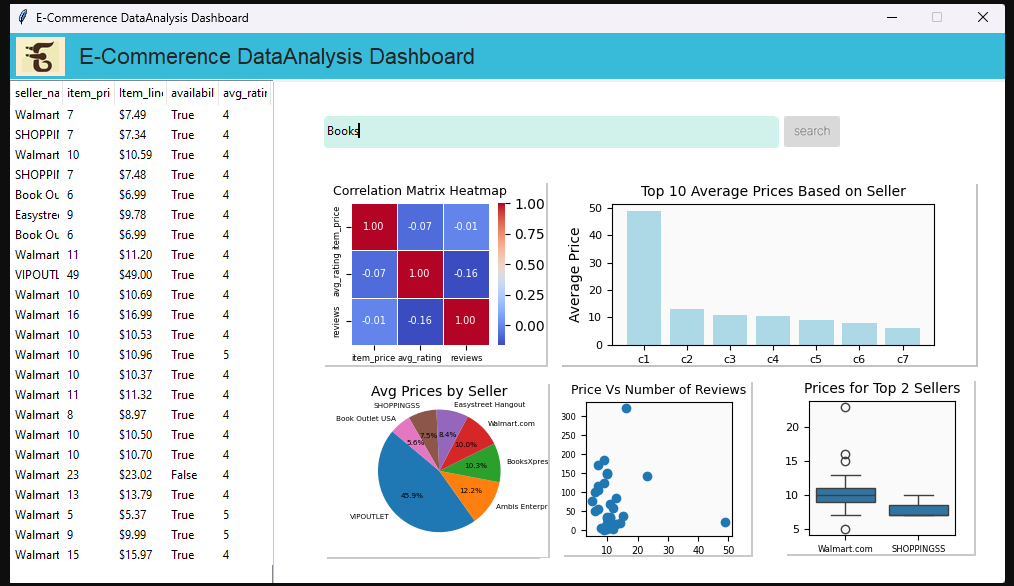 E-Commerence DataAnalysis Dashboard
E-Commerence DataAnalysis Dashboard
seller_na item_pri Item_line availabil avg_ratin
Walmart 7 $7.49 True 4
SHOPPIN 7 $7.34 True 4
Walmart 10 $10.59 True 4
SHOPPIN 7 $7.48 True 4
Book Ou 6 $6.99 True 4
Easystre 9 $9.78 True 4
Book Ou 6 $6.99 True 4
Walmart 11 $11.20 True 4
VIPOUTL 49 $49.00 True 4
Walmart 10 $10.69 True 4
Walmart 16 $16.99 True 4
Walmart 10 $10.53 True 4
Walmart 10 $10.96 True 5
Walmart 10 $10.37 True 4
Walmart 11 $11.32 True 4
Walmart 8 $8.97 True 4
Walmart 10 $10.50 True 4
Walmart 10 $10.70 True 4
Walmart 23 $23.02 False 4
Walmart 13 $13.79 True 4
Walmart 5 $5.37 True 5
Walmart 9 $9.99 True 5
Walmart 15 $15.97 True 4
Books search
Correlation Matrix Heatmap
item_price
avg_rating
reviews
1.00 -0.07 -0.01
-0.07 1.00 -0.16
-0.01 -0.16 1.00
item_price avg_rating reviews
1.00
0.75
0.50
0.25
0.00
Top 10 Average Prices Based on Seller
Average Price
50
40
30
20
10
0
c1 c2 c3 c4 c5 c6 c7
Avg Prices by Seller
SHOPPINGSS
Easystreet Hangout
Book Outlet USA
Walmart.com
BooksXpres
Ambis Enterpr
VIPOUTLET
7.5% 8.4%
5.6% 10.0%
10.3%
12.2%
45.9%
Price Vs Number of Reviews
300
250
200
150
100
50
0
10 20 30 40 50
Prices for Top 2 Sellers
20
15
10
5
Walmart.com SHOPPINGSS